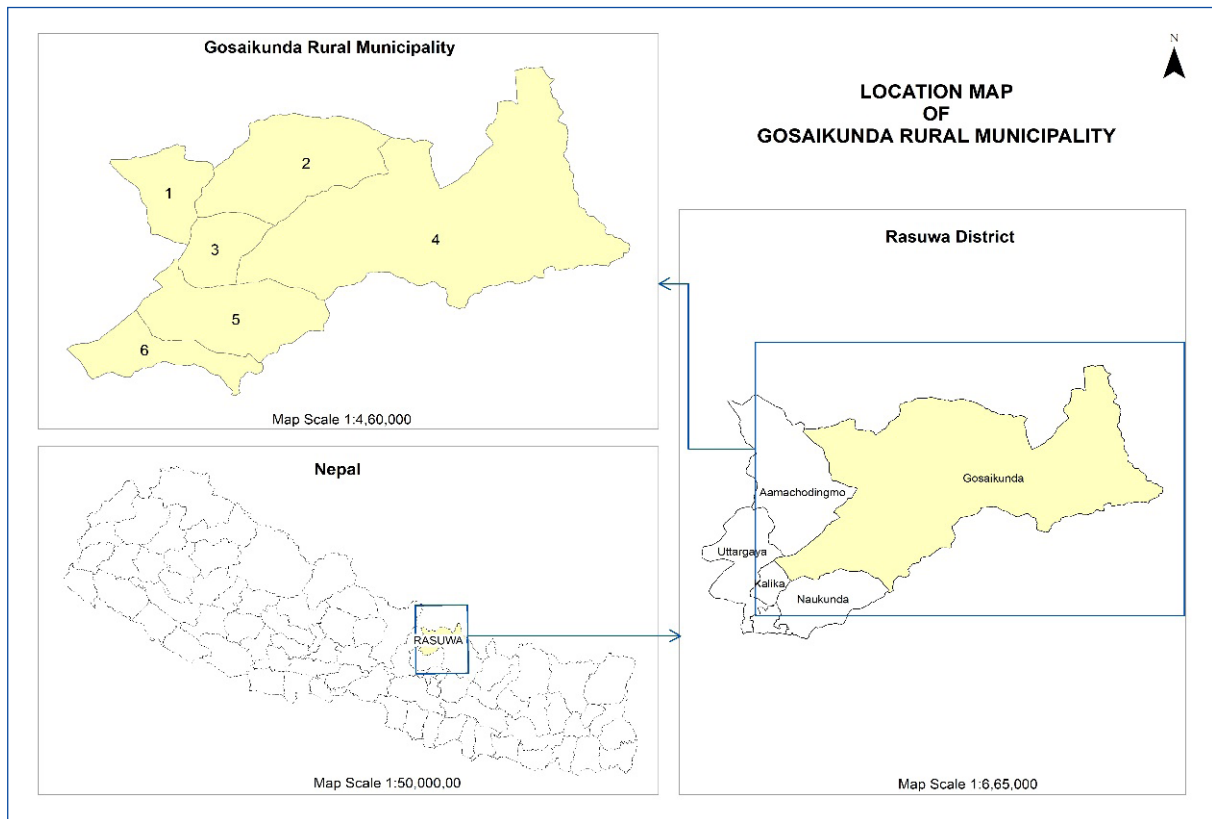 Gosaikunda Rural Municipality
1
2
3
4
5
6
Map Scale 1:4,60,000
N
LOCATION MAP
OF
GOSAIKUNDA RURAL MUNICIPALITY
Nepal
RASUWA
Map Scale 1:50,000,00
Rasuwa District
Gosaikunda
Aamachodingmo
Uttargaya
Kalika
Naukunda
Map Scale 1:6,65,000